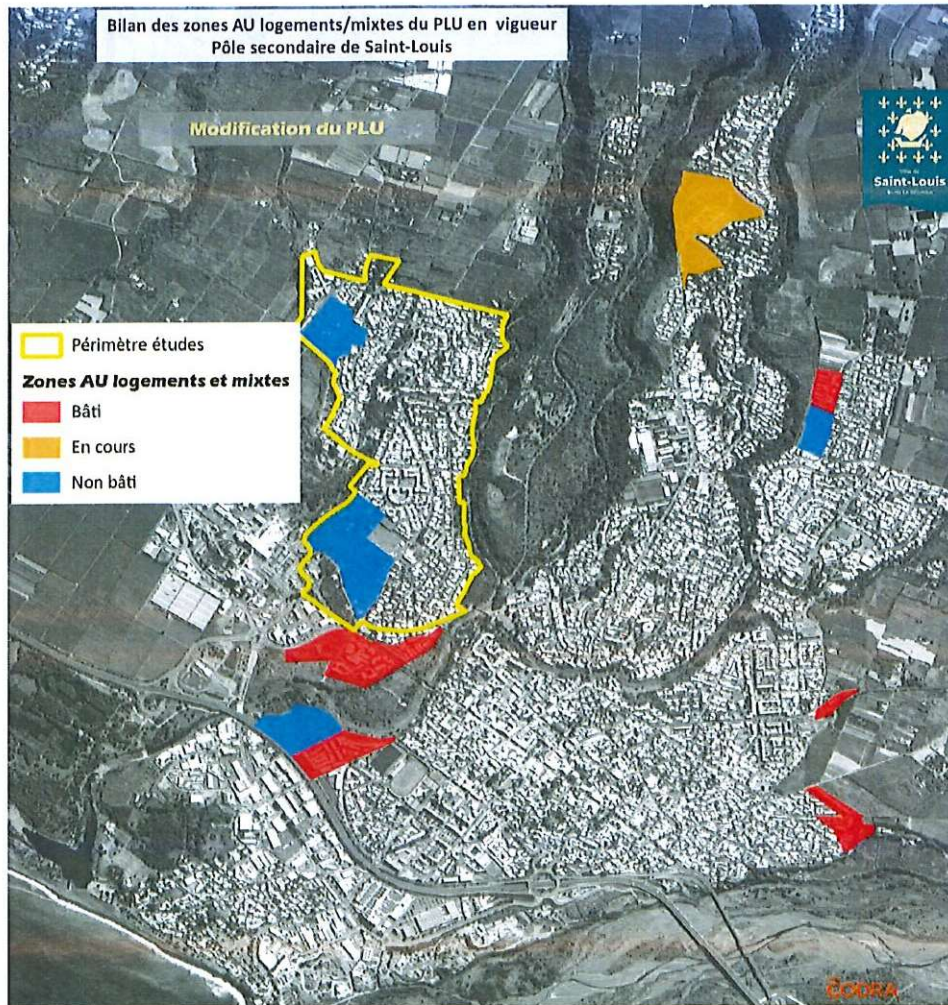 Bilan des zones AU logements/mixtes du PLU en vigueur
Pôle secondaire de Saint-Louis
Modification du PLU
Saint-Louis
Périmètre études
Zones AU logements et mixtes
Bâti
En cours
Non bâti
CODRA